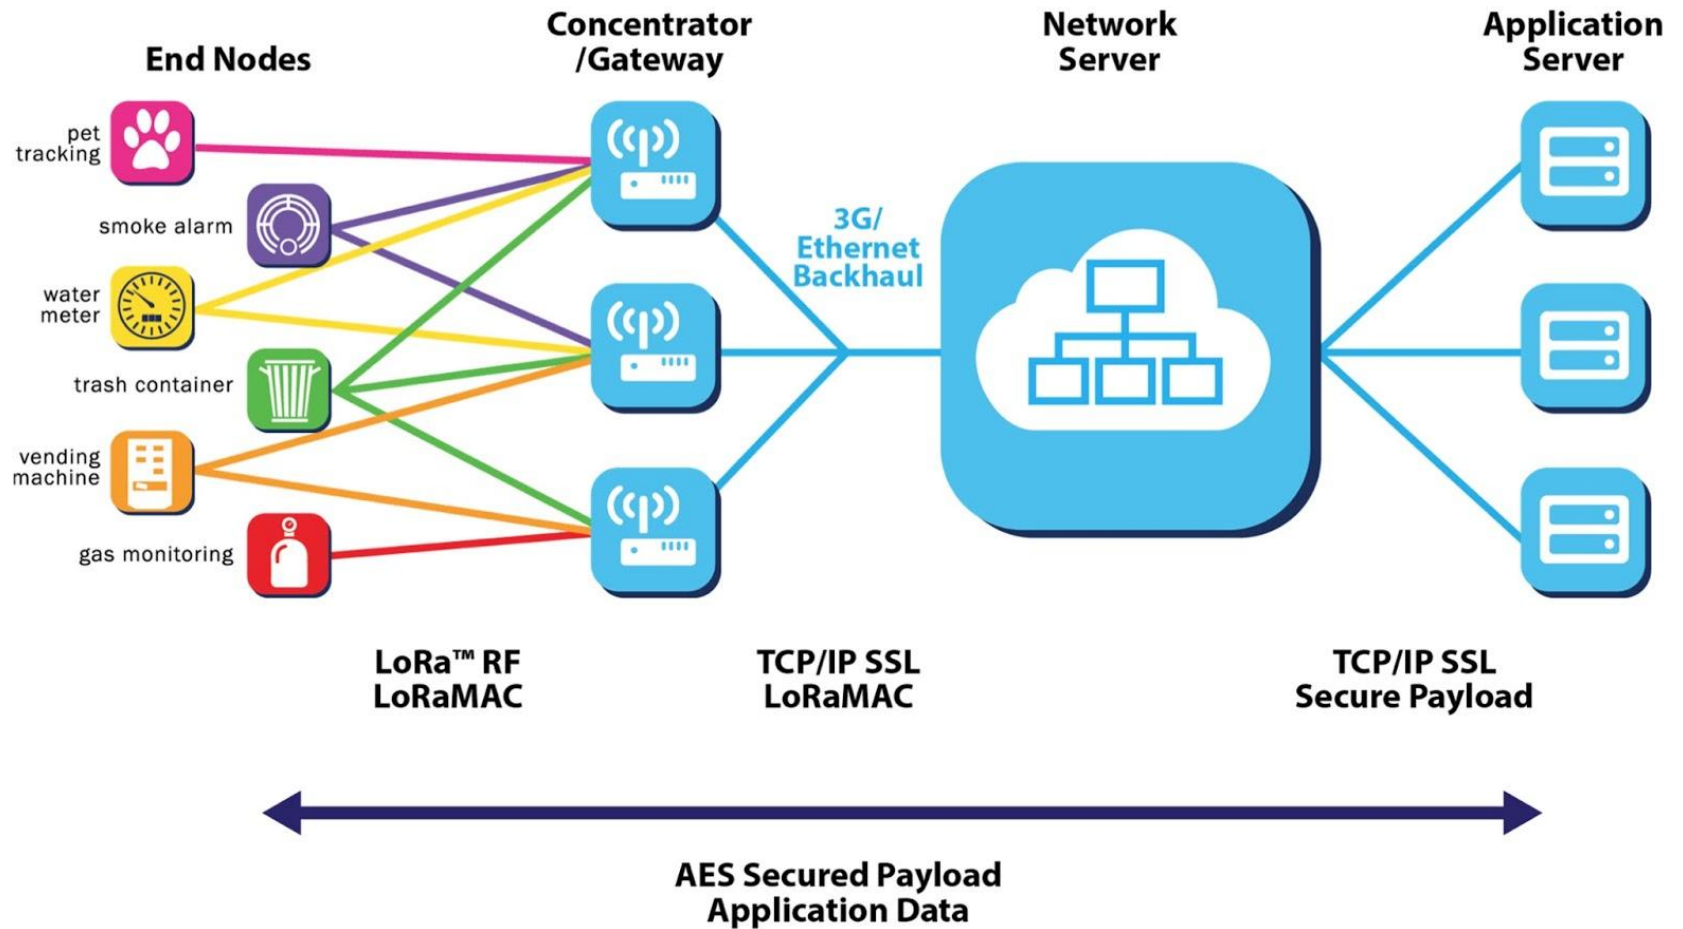 End Nodes
Concentrator
/Gateway
Network
Server
Application
Server
pet
tracking
smoke alarm
water
meter
trash container
vending
machine
gas monitoring
3G/
Ethernet
Backhaul
LoRa™ RF
LoRaMAC
TCP/IP SSL
LoRaMAC
TCP/IP SSL
Secure Payload
AES Secured Payload
Application Data